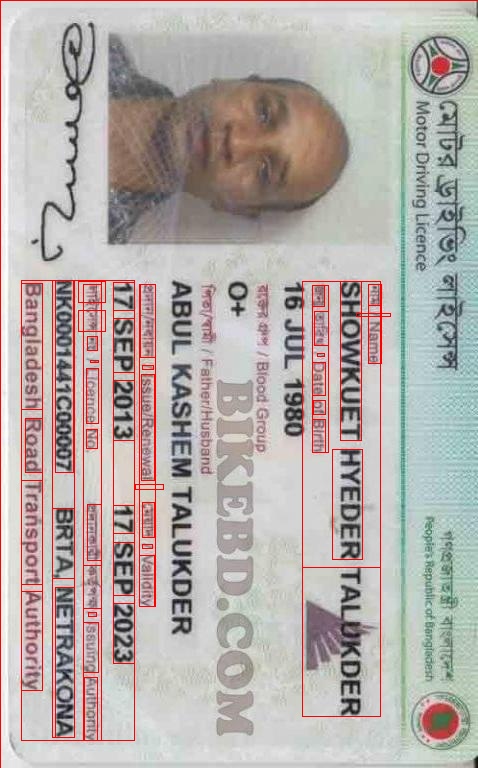 মোটর ড্রাইভিং লাইসেন্স
Motor Driving Licence
গণপ্রজাতন্ত্রী বাংলাদেশ
People's Republic of Bangladesh
নাম / Name
SHOWKUET HYEDER TALUKDER
জন্ম তারিখ / Date of Birth
16 JUL 1980
রক্তের গ্রুপ / Blood Group
O+
পিতা/স্বামী / Father/Husband
ABUL KASHEM TALUKDER
প্রদান/নবায়ন / Issue/Renewal
মেয়াদ / Validity
17 SEP 2013
17 SEP 2023
লাইসেন্স নং / Licence No.
প্রদানকারী কর্তৃপক্ষ / Issuing Authority
NK0001441C00007
BRTA, NETRAKONA
Bangladesh Road Transport Authority
BIKEBD.COM